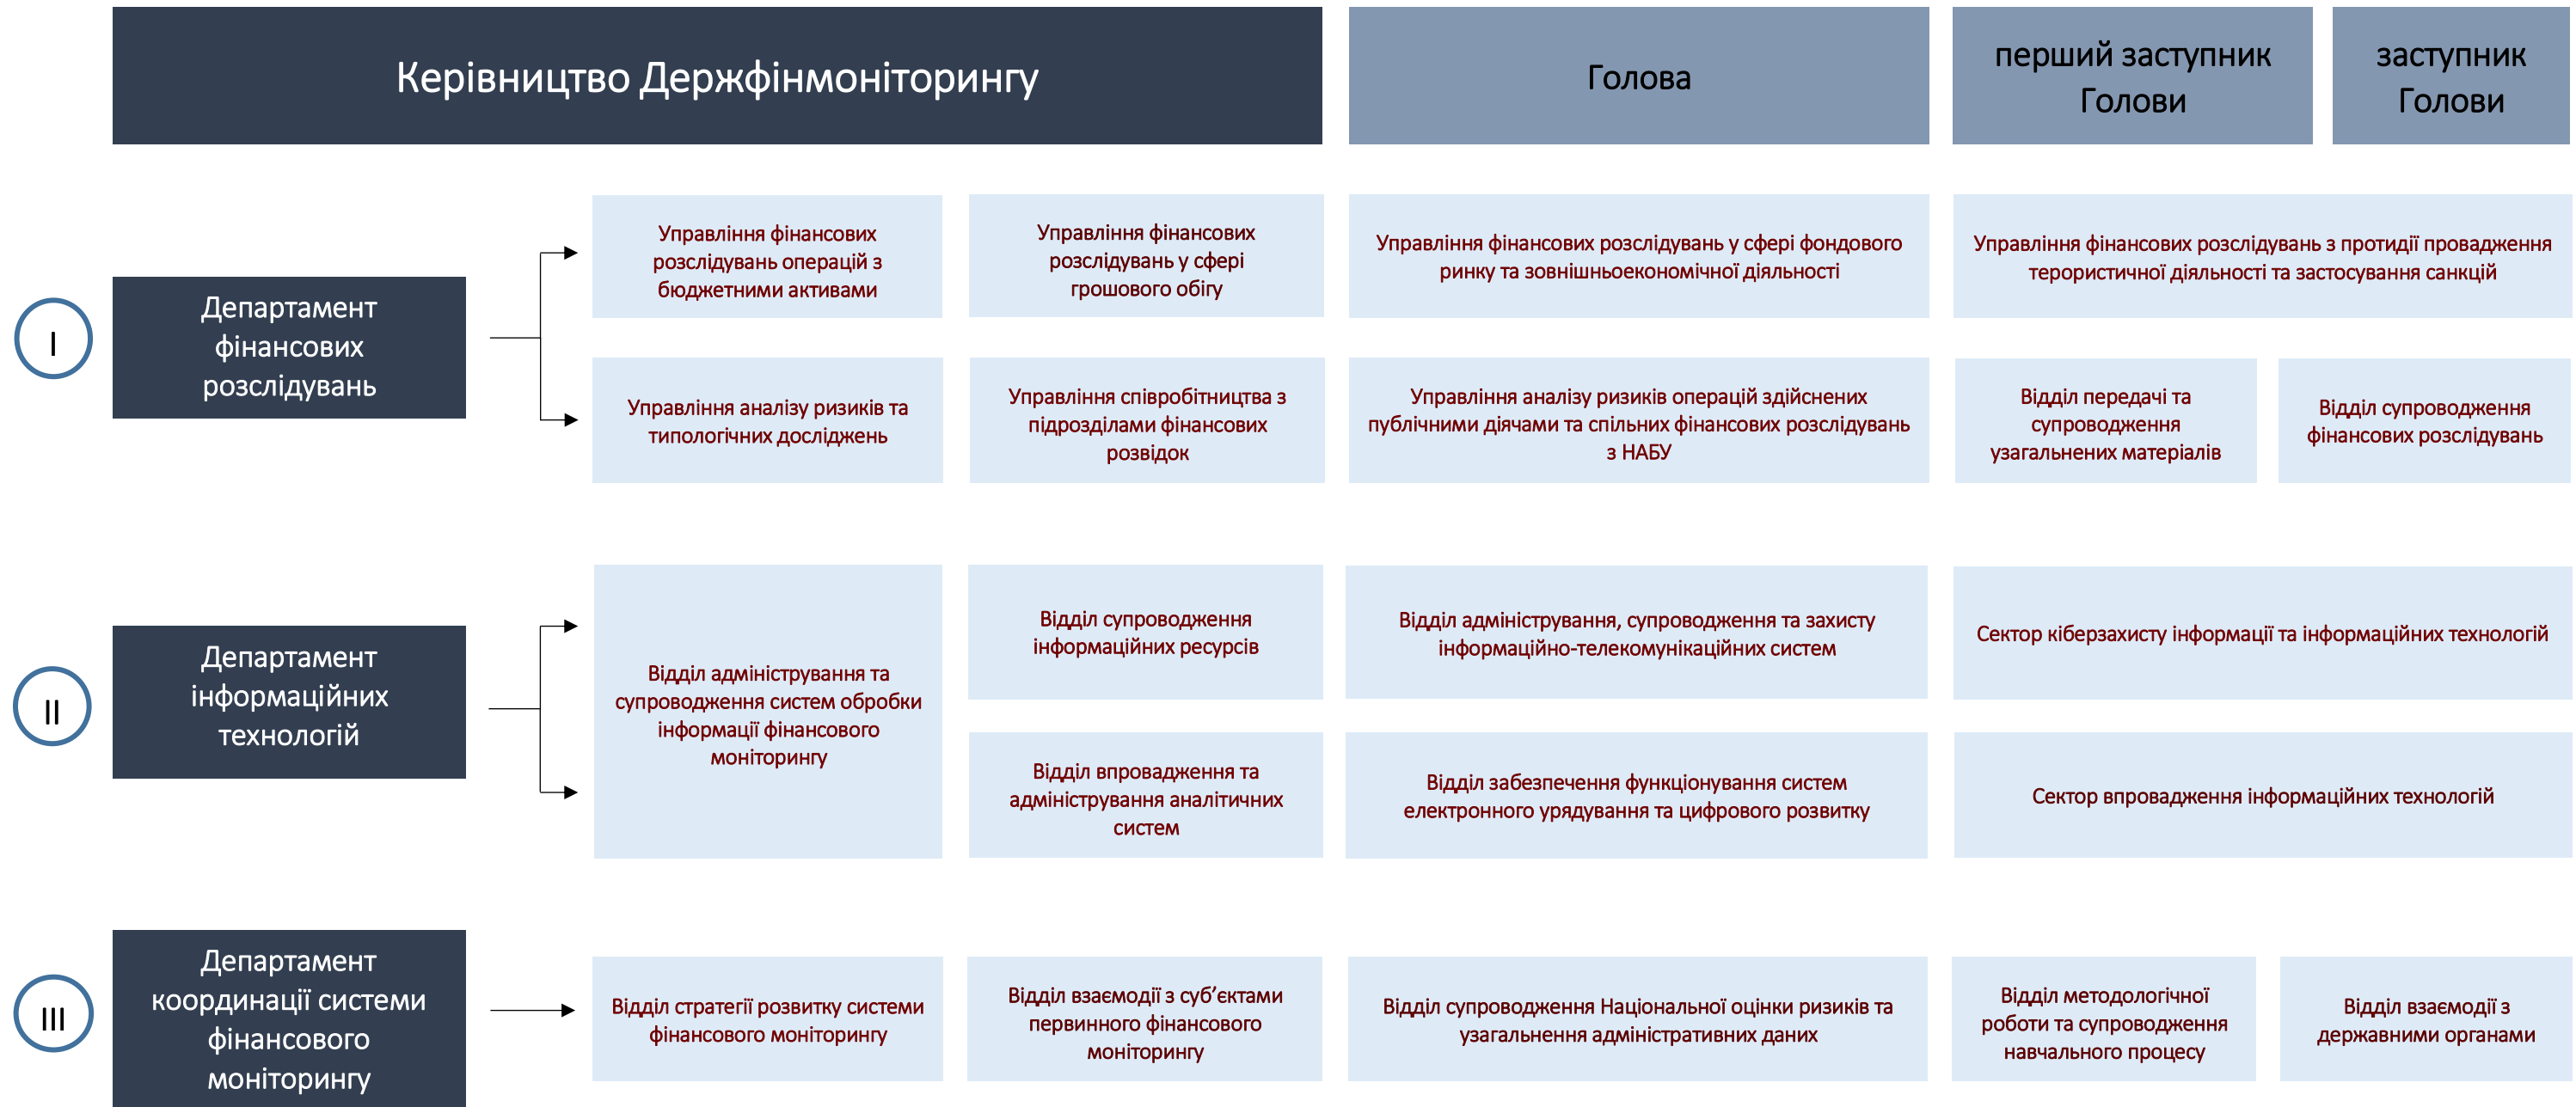 Керівництво Держфінмоніторингу
Голова
перший заступник
Голови
заступник
Голови
I
Департамент
фінансових
розслідувань
Управління фінансових
розслідувань операцій з
бюджетними активами
Управління фінансових
розслідувань у сфері
грошового обігу
Управління фінансових розслідувань у сфері фондового
ринку та зовнішньоекономічної діяльності
Управління фінансових розслідувань з протидії провадження
терористичної діяльності та застосування санкцій
Управління аналізу ризиків та
типологічних досліджень
Управління співробітництва з
підрозділами фінансових
розвідок
Управління аналізу ризиків операцій здійснених
публічними діячами та спільних фінансових розслідувань
з НАБУ
Відділ передачі та
супроводження
узагальнених матеріалів
Відділ супроводження
фінансових розслідувань
II
Департамент
інформаційних
технологій
Відділ адміністрування та
супроводження систем обробки
інформації фінансового
моніторингу
Відділ супроводження
інформаційних ресурсів
Відділ адміністрування, супроводження та захисту
інформаційно-телекомунікаційних систем
Сектор кіберзахисту інформації та інформаційних технологій
Відділ впровадження та
адміністрування аналітичних
систем
Відділ забезпечення функціонування систем
електронного урядування та цифрового розвитку
Сектор впровадження інформаційних технологій
III
Департамент
координації системи
фінансового
моніторингу
Відділ стратегії розвитку системи
фінансового моніторингу
Відділ взаємодії з суб’єктами
первинного фінансового
моніторингу
Відділ супроводження Національної оцінки ризиків та
узагальнення адміністративних даних
Відділ методологічної
роботи та супроводження
навчального процесу
Відділ взаємодії з
державними органами